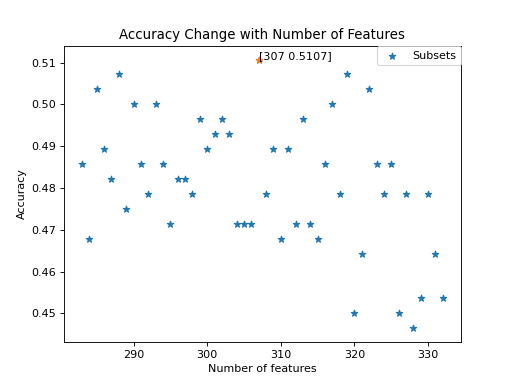 Accuracy Change with Number of Features
[307 0.5107]
Subsets
0.51
0.50
0.49
0.48
0.47
0.46
0.45
Accuracy
290 300 310 320 330
Number of features